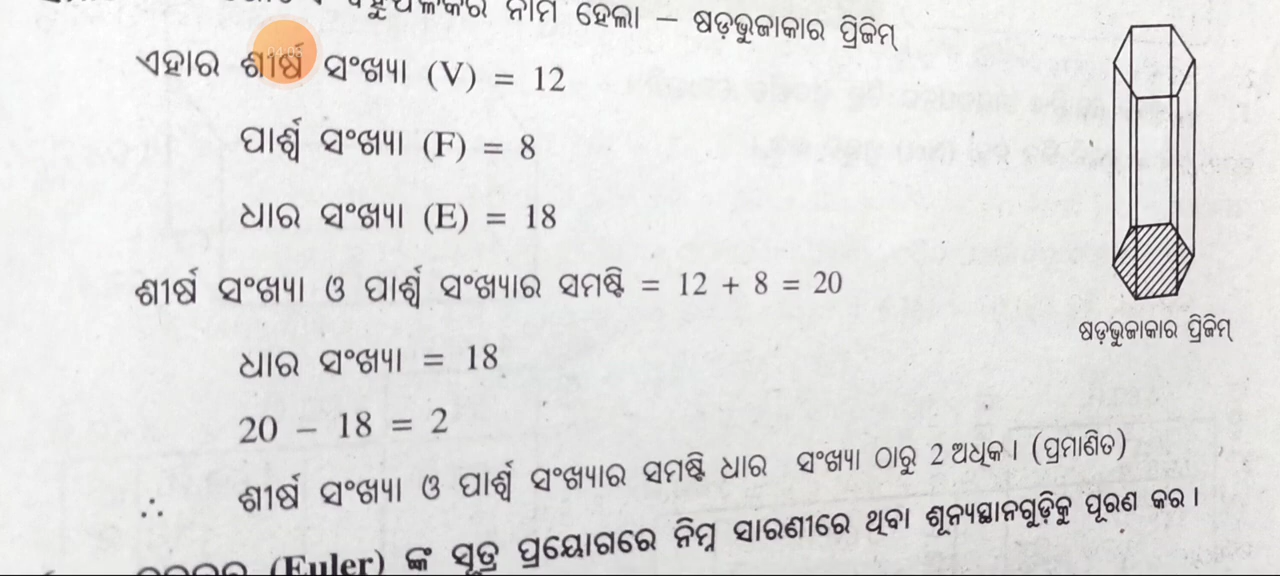 ନାମ ହେଲା – ଷଡ଼ଭୁଜାକାର ପ୍ରିଜିମ୍
ଏହାର ଶୀର୍ଷ ସଂଖ୍ୟା (V) = 12
ପାର୍ଶ୍ୱ ସଂଖ୍ୟା (F) = 8
ଧାର ସଂଖ୍ୟା (E) = 18
ଶୀର୍ଷ ସଂଖ୍ୟା ଓ ପାର୍ଶ୍ୱ ସଂଖ୍ୟାର ସମଷ୍ଟି = 12 + 8 = 20
ଷଡ଼ଭୁଜାକାର ପ୍ରିଜିମ୍
ଧାର ସଂଖ୍ୟା = 18
20 – 18 = 2
∴ ଶୀର୍ଷ ସଂଖ୍ୟା ଓ ପାର୍ଶ୍ୱ ସଂଖ୍ୟାର ସମଷ୍ଟି ଧାର ସଂଖ୍ୟା ଠାରୁ 2 ଅଧିକ। (ପ୍ରମାଣିତ)
(Euler) ଙ୍କ ସୂତ୍ର ପ୍ରୟୋଗରେ ନିମ୍ନ ସାରଣୀରେ ଥିବା ଶୂନ୍ୟସ୍ଥାନଗୁଡ଼ିକୁ ପୂରଣ କର।